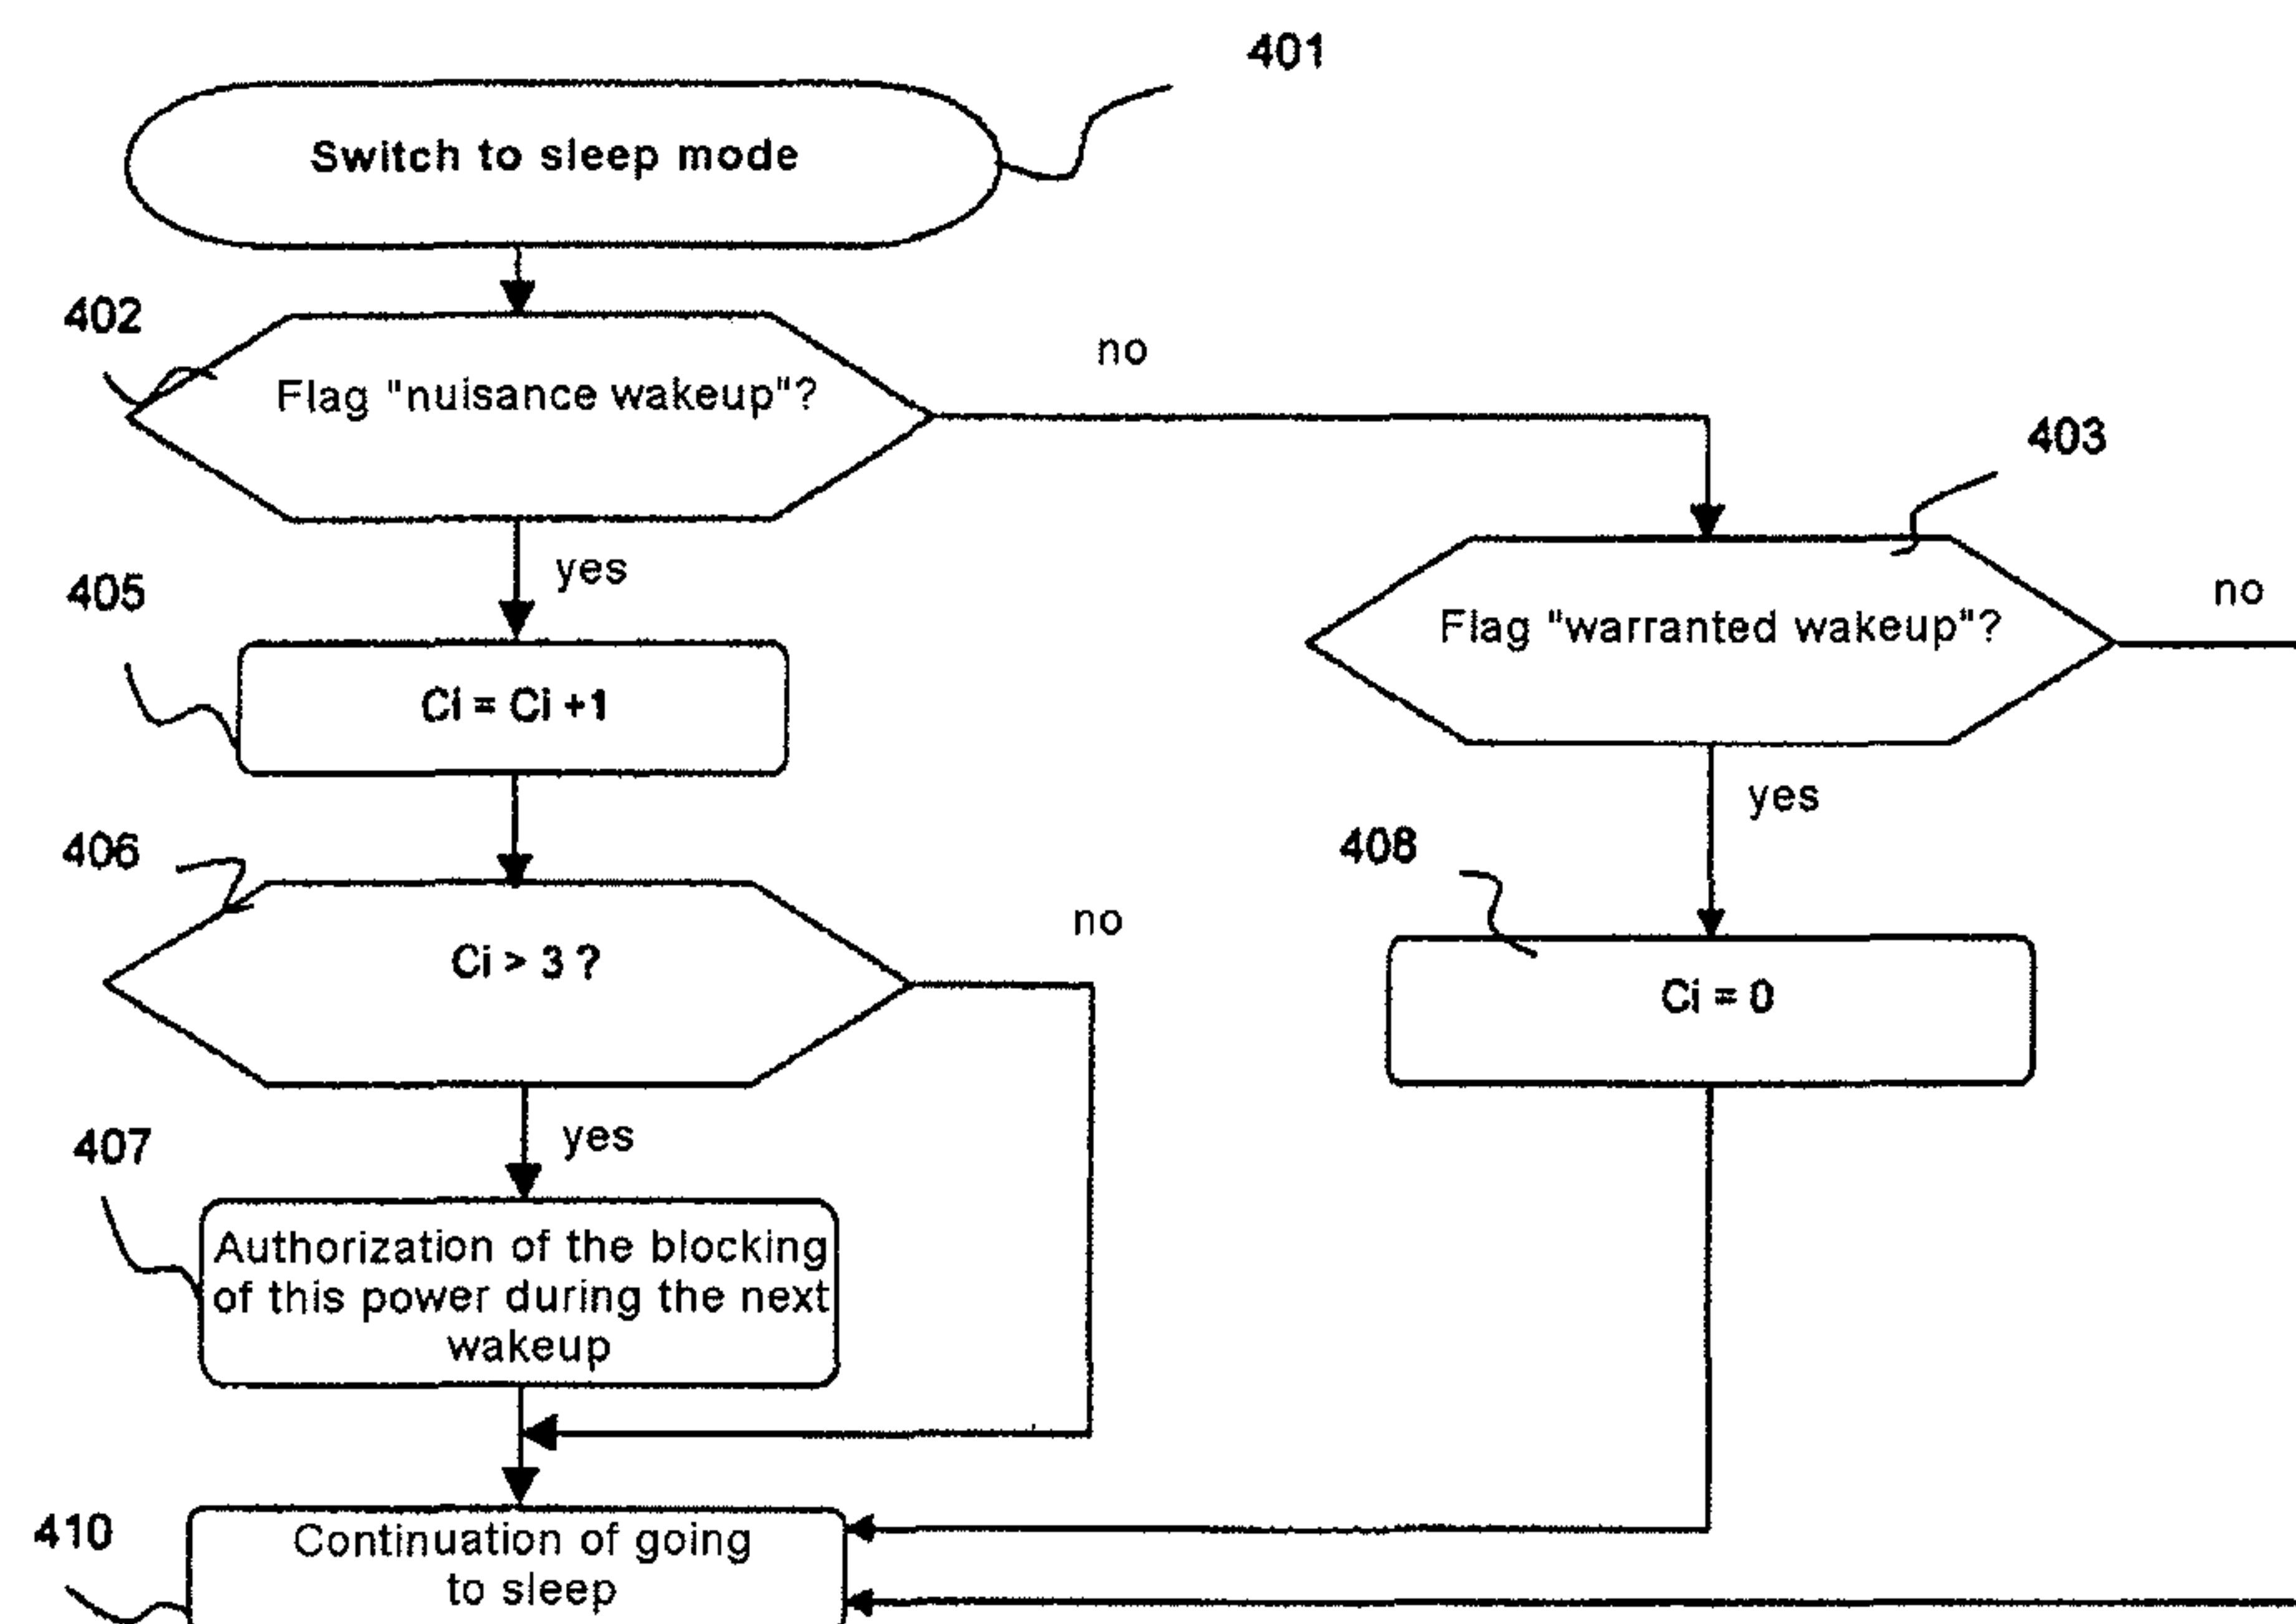 401
Switch to sleep mode
402
Flag "nuisance wakeup"?
no
403
Flag "warranted wakeup"?
no
yes
405
Ci = Ci +1
yes
408
406
Ci > 3 ?
no
Ci = 0
yes
407
Authorization of the blocking
of this power during the next
wakeup
410
Continuation of going
to sleep